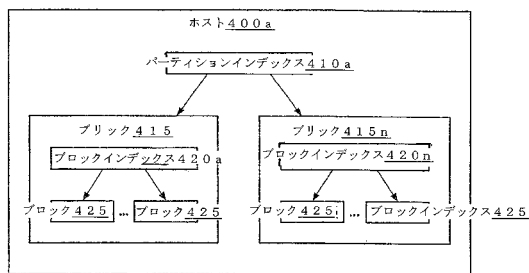 ホスト400a
パーティションインデックス410a
ブリック415 ブリック415n
ブロックインデックス420a ブロックインデックス420n
ブロック425 … ブロック425 ブロック425 … ブロックインデックス425